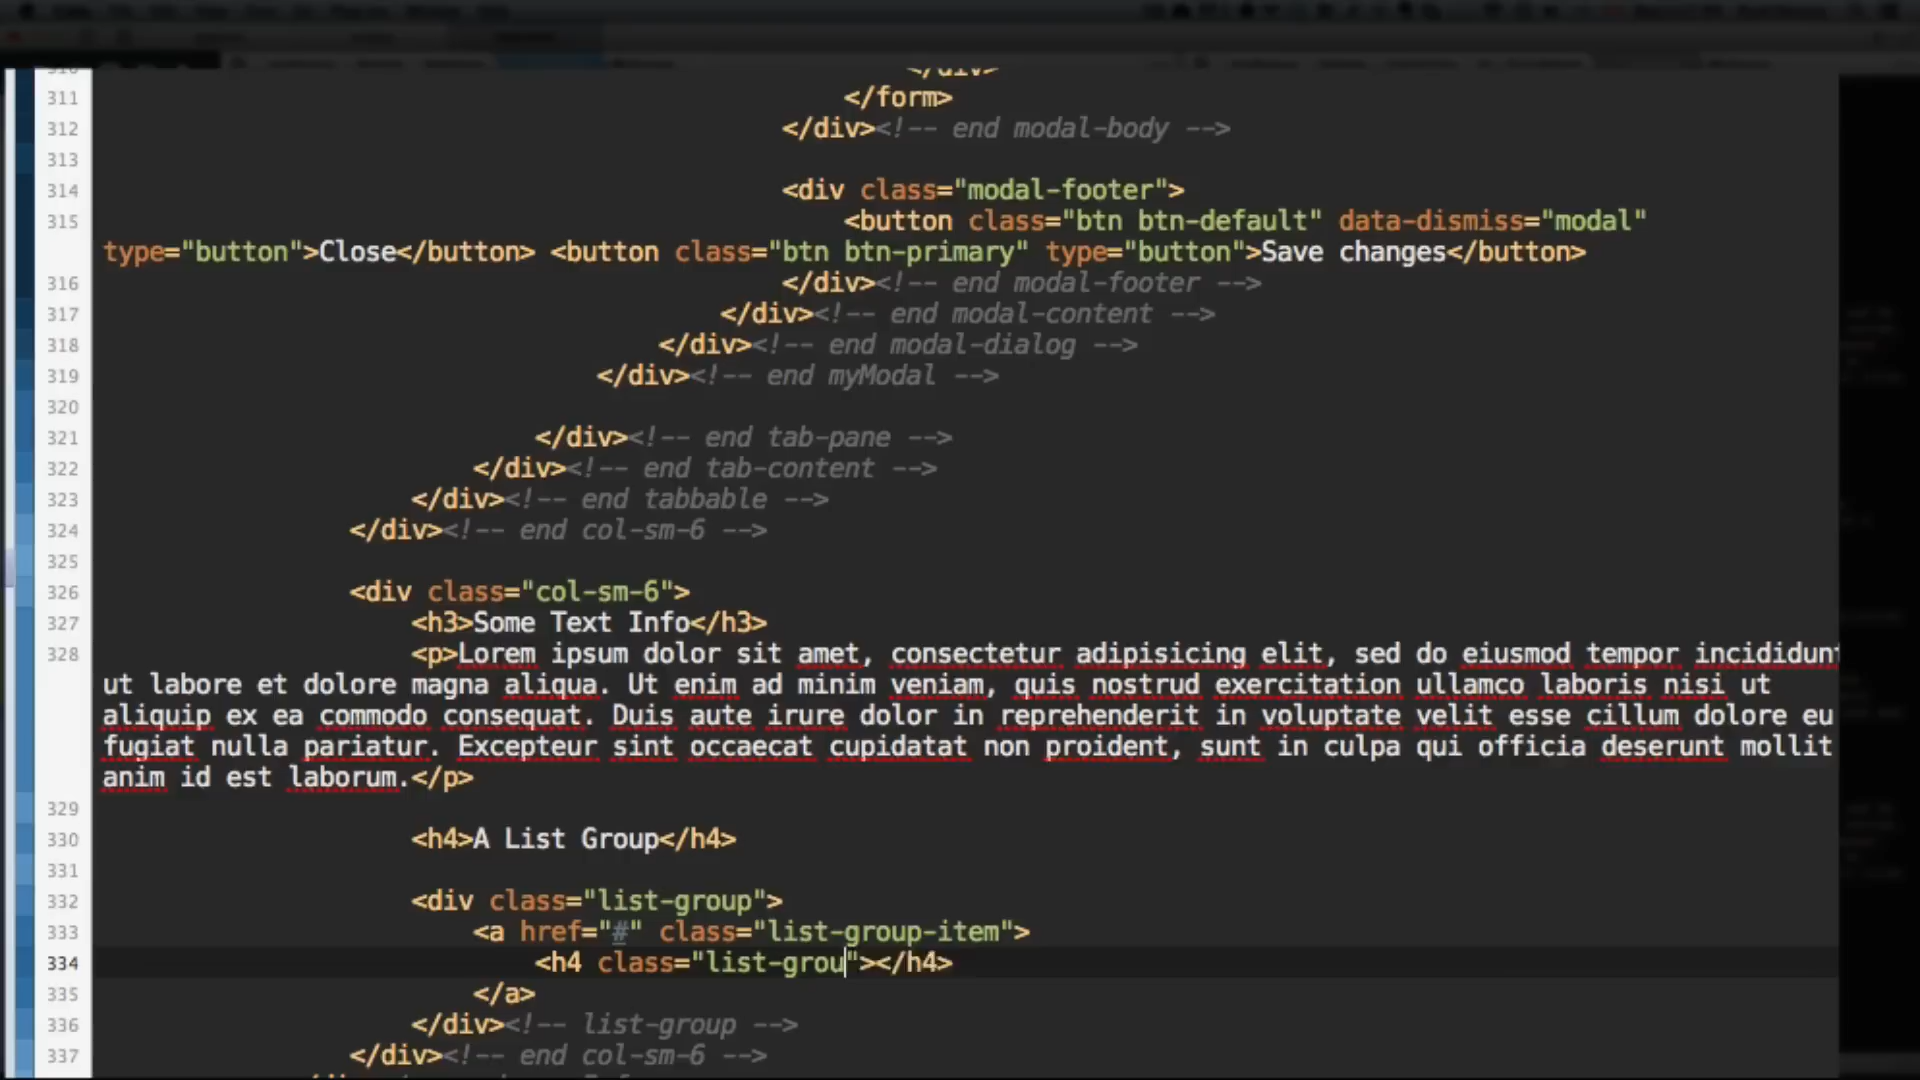 </div>
311 </form>
312 </div><!-- end modal-body -->
313
314 <div class="modal-footer">
315 <button class="btn btn-default" data-dismiss="modal"
type="button">Close</button> <button class="btn btn-primary" type="button">Save changes</button>
316 </div><!-- end modal-footer -->
317 </div><!-- end modal-content -->
318 </div><!-- end modal-dialog -->
319 </div><!-- end myModal -->
320
321 </div><!-- end tab-pane -->
322 </div><!-- end tab-content -->
323 </div><!-- end tabbable -->
324 </div><!-- end col-sm-6 -->
325
326 <div class="col-sm-6">
327 <h3>Some Text Info</h3>
328 <p>Lorem ipsum dolor sit amet, consectetur adipisicing elit, sed do eiusmod tempor incididunt
ut labore et dolore magna aliqua. Ut enim ad minim veniam, quis nostrud exercitation ullamco laboris nisi ut
aliquip ex ea commodo consequat. Duis aute irure dolor in reprehenderit in voluptate velit esse cillum dolore eu
fugiat nulla pariatur. Excepteur sint occaecat cupidatat non proident, sunt in culpa qui officia deserunt mollit
anim id est laborum.</p>
329
330 <h4>A List Group</h4>
331
332 <div class="list-group">
333 <a href="#" class="list-group-item">
334 <h4 class="list-grou"></h4>
335 </a>
336 </div><!-- list-group -->
337 </div><!-- end col-sm-6 -->